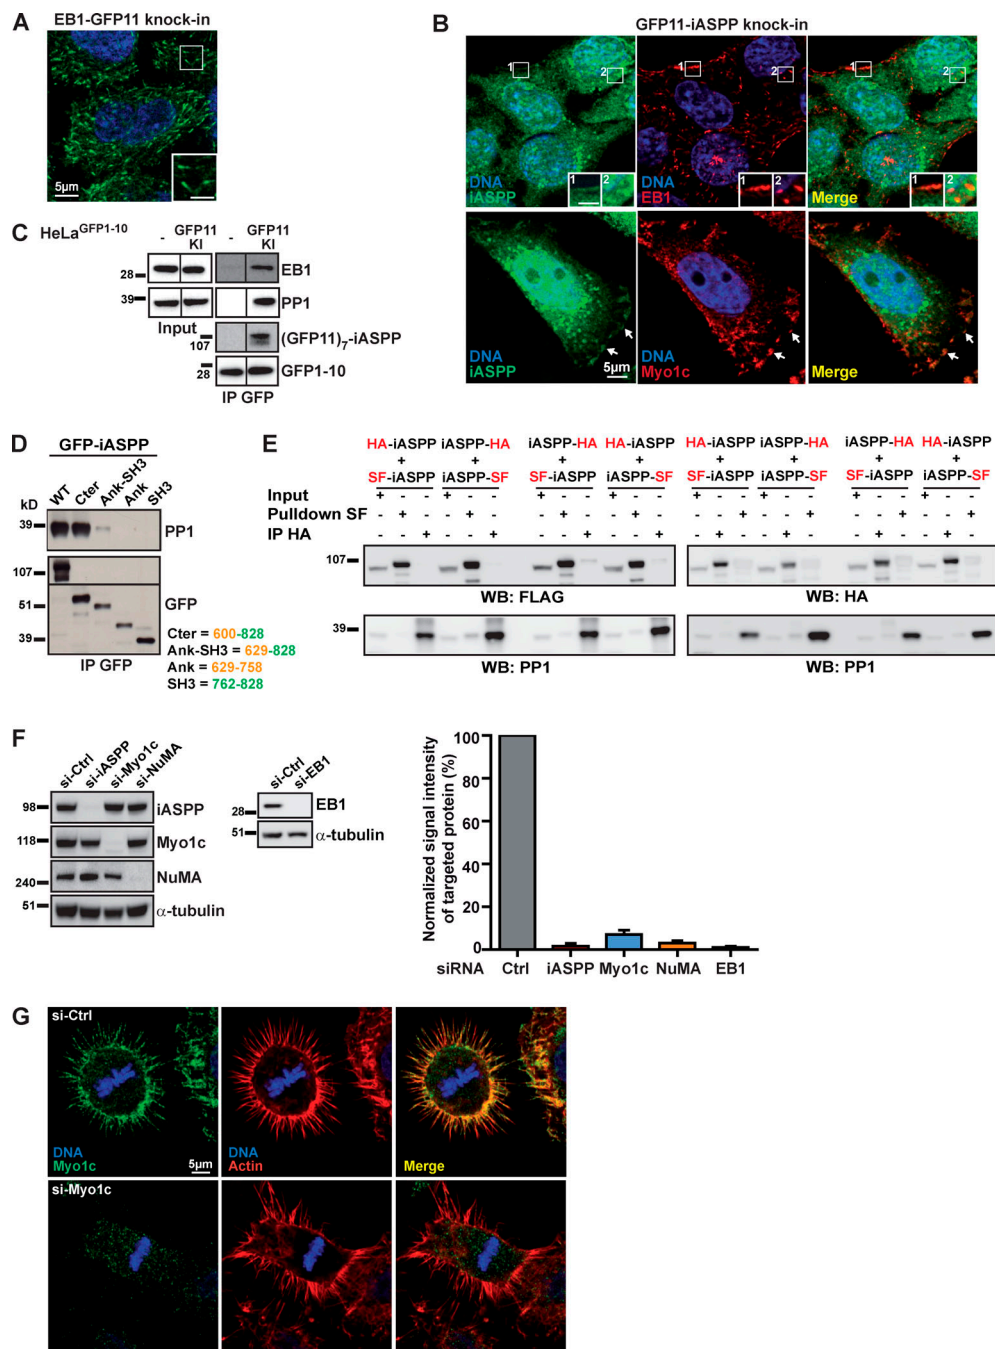 A
EB1-GFP11 knock-in
5µm
B
GFP11-iASPP knock-in
1
2
1
2
1
2
DNA
iASPP
DNA
EB1
Merge
DNA
iASPP
5µm
DNA
Myo1c
Merge
C
HeLaGFP1-10
-
GFP11
KI
-
GFP11
KI
28
EB1
39
PP1
Input
107
(GFP11)7-iASPP
28
GFP1-10
IP GFP
D
GFP-iASPP
WT
Cter
Ank-SH3
Ank
SH3
kD
39
PP1
107
51
GFP
39
IP GFP
Cter = 600-828
Ank-SH3 = 629-828
Ank = 629-758
SH3 = 762-828
E
HA-iASPP iASPP-HA iASPP-HA HA-iASPP HA-iASPP iASPP-HA iASPP-HA HA-iASPP
+ + + + + + + +
SF-iASPP iASPP-SF SF-iASPP iASPP-SF SF-iASPP iASPP-SF SF-iASPP iASPP-SF
Input + - - + - - + - - + - - + - - + - - + - - + - -
Pulldown SF - + - - + - - + - - + - - - + - - + - - + - - +
IP HA - - + - - + - - + - - + - + - - + - - + - - + -
107
WB: FLAG
WB: HA
39
WB: PP1
WB: PP1
F
si-Ctrl
si-iASPP
si-Myo1c
si-NuMA
98
iASPP
118
Myo1c
240
NuMA
51
α-tubulin
si-Ctrl
si-EB1
28
EB1
51
α-tubulin
Normalized signal intensity
of targeted protein (%)
100
80
60
40
20
0
siRNA Ctrl iASPP Myo1c NuMA EB1
G
si-Ctrl
DNA
Myo1c
5µm
DNA
Actin
Merge
si-Myo1c